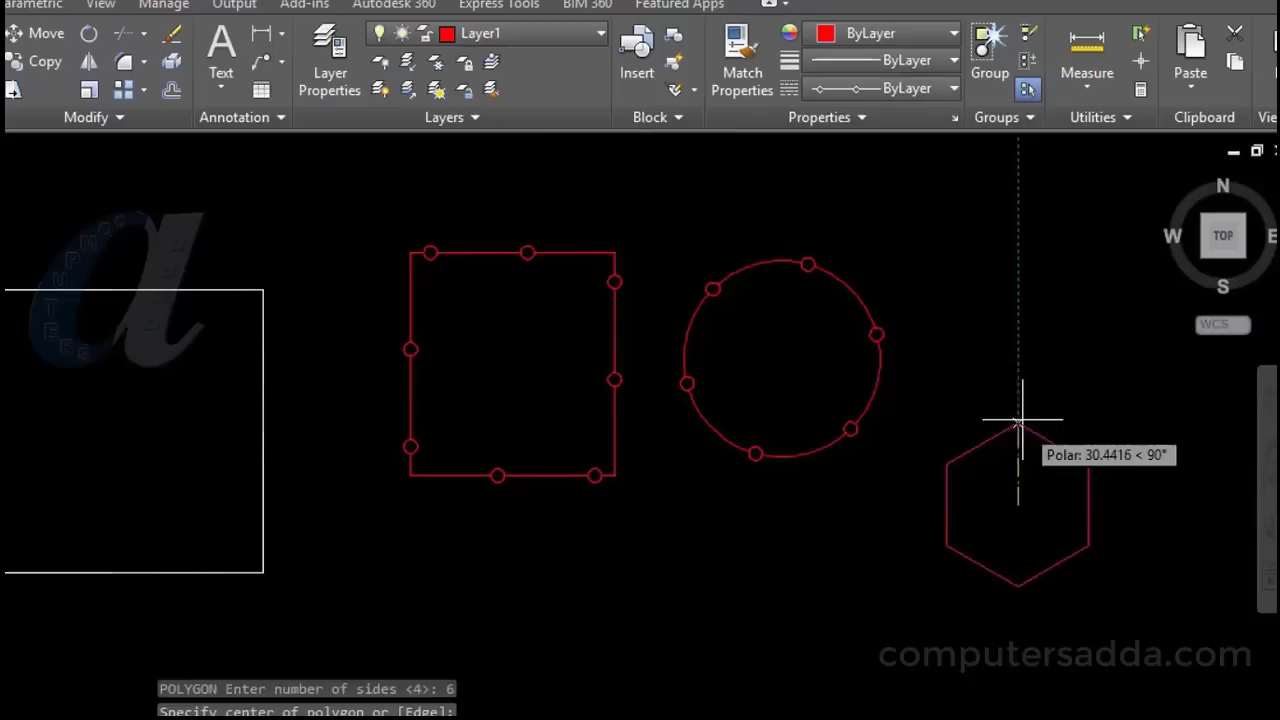 arametric View Manage Output Add-ins Autodesk 360 Express Tools BIM 360 Featured Apps
Move
Copy
Text
Layer1
Layer
Properties
Insert
Match
Properties
ByLayer
ByLayer
ByLayer
Group
Measure
Paste
Modify Annotation Layers Block Properties Groups Utilities Clipboard Vie
N
W TOP E
S
WCS
Polar: 30.4416 < 90°
computersadda.com
POLYGON Enter number of sides <4>: 6
Specify center of polygon or [Edge]: